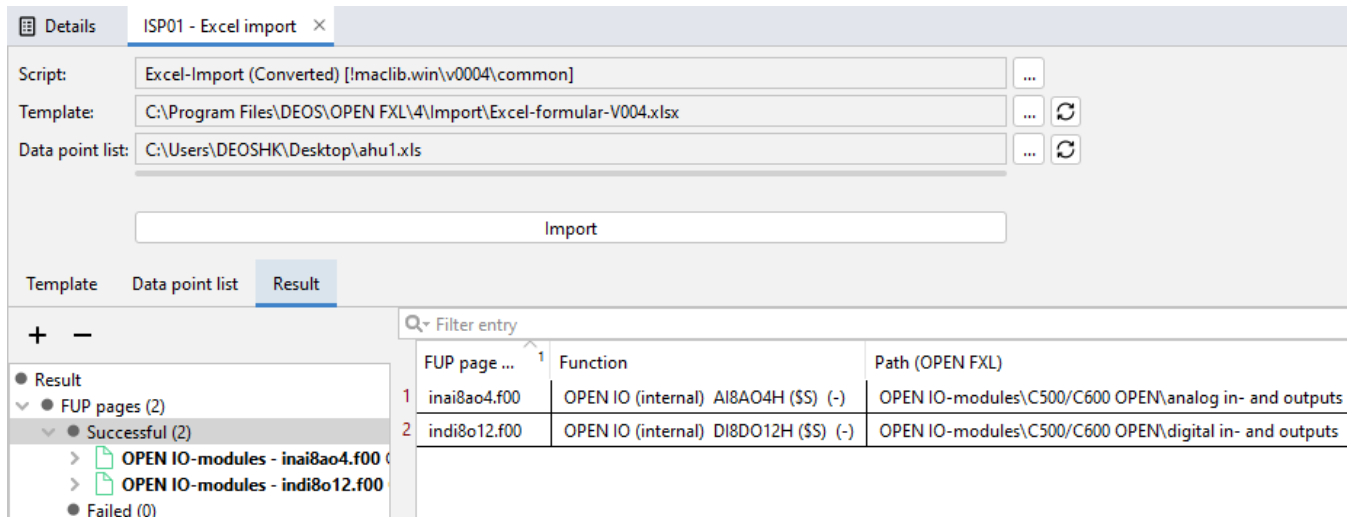 Details ISP01 - Excel import ×
Script: Excel-Import (Converted) [!maclib.win\v0004\common] ...
Template: C:\Program Files\DEOS\OPEN FXL\4\Import\Excel-formular-V004.xlsx ...
Data point list: C:\Users\DEOSHK\Desktop\ahu1.xls ...
Import
Template Data point list Result
+ −
Filter entry
FUP page ... 1 Function Path (OPEN FXL)
Result
1 inai8ao4.f00 OPEN IO (internal) AI8AO4H ($S) (-) OPEN IO-modules\C500/C600 OPEN\analog in- and outputs
FUP pages (2)
2 indi8o12.f00 OPEN IO (internal) DI8DO12H ($S) (-) OPEN IO-modules\C500/C600 OPEN\digital in- and outputs
Successful (2)
OPEN IO-modules - inai8ao4.f00
OPEN IO-modules - indi8o12.f00
Failed (0)